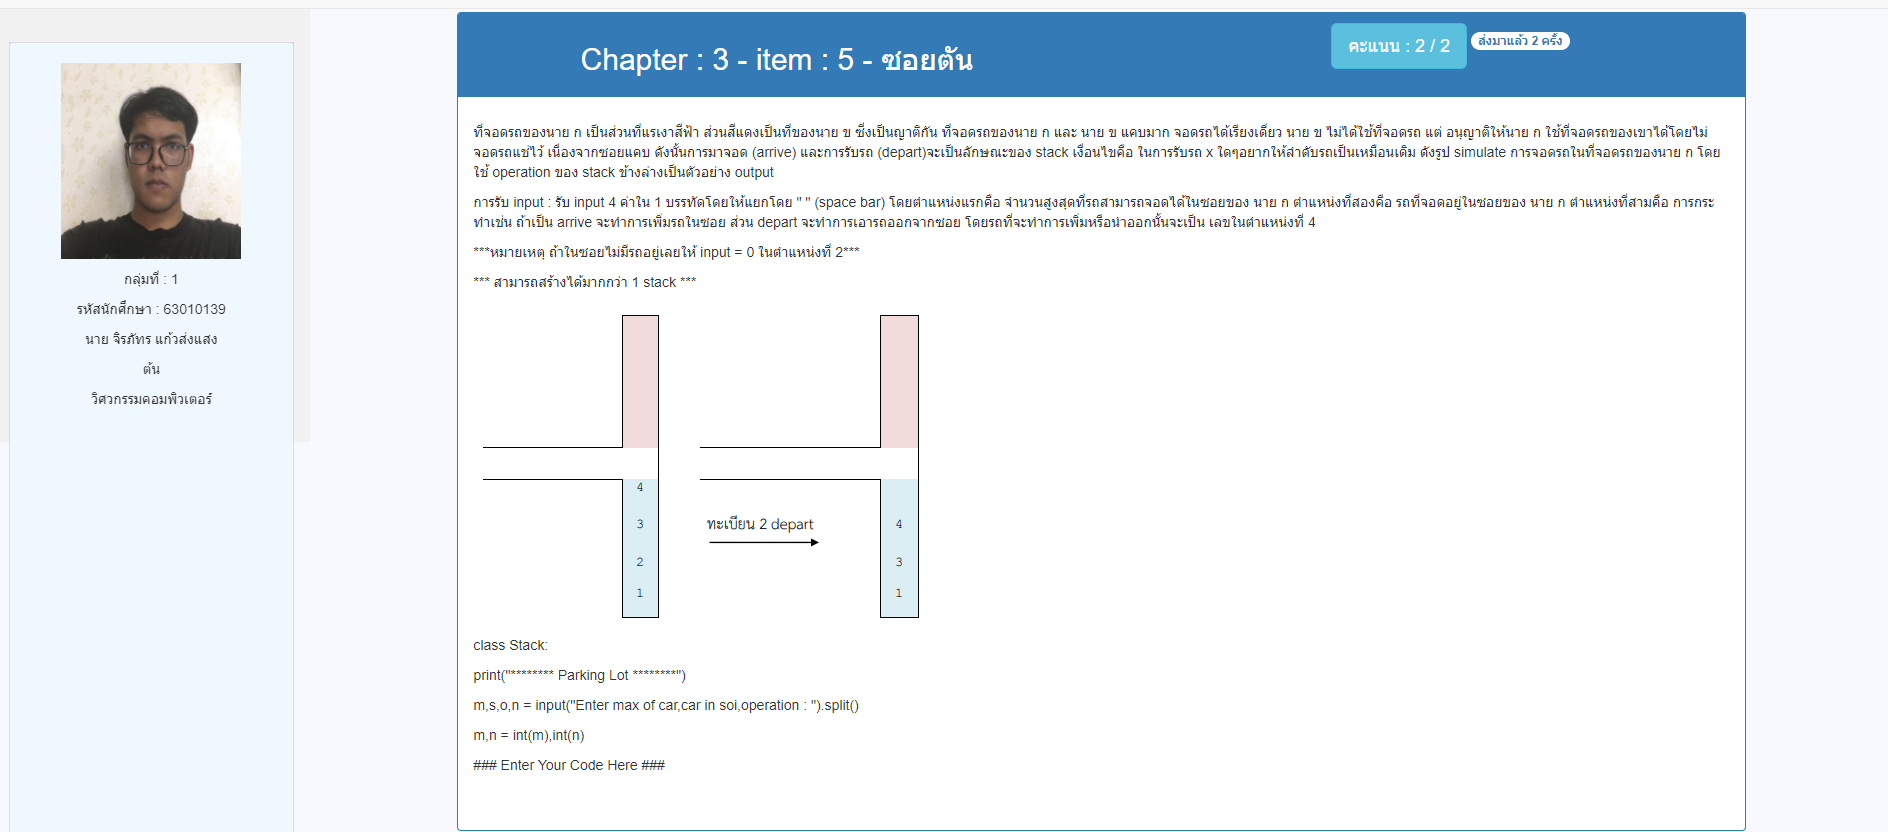 Chapter : 3 - item : 5 - ซอยตัน
คะแนน : 2 / 2
ส่งมาแล้ว 2 ครั้ง
กลุ่มที่ : 1
รหัสนักศึกษา : 63010139
นาย จิรภัทร แก้วส่งแสง
ต้น
วิศวกรรมคอมพิวเตอร์
ที่จอดรถของนาย ก เป็นส่วนที่แรเงาสีฟ้า ส่วนสีแดงเป็นที่ของนาย ข ซึ่งเป็นญาติกัน ที่จอดรถของนาย ก และ นาย ข แคบมาก จอดรถได้เรียงเดี่ยว นาย ข ไม่ได้ใช้ที่จอดรถ แต่ อนุญาติให้นาย ก ใช้ที่จอดรถของเขาได้โดยไม่
จอดรถแช่ไว้ เนื่องจากซอยแคบ ดังนั้นการมาจอด (arrive) และการรับรถ (depart)จะเป็นลักษณะของ stack เงื่อนไขคือ ในการรับรถ x ใดๆอยากให้ลำดับรถเป็นเหมือนเดิม ดังรูป simulate การจอดรถในที่จอดรถของนาย ก โดย
ใช้ operation ของ stack ข้างล่างเป็นตัวอย่าง output
การรับ input : รับ input 4 ค่าใน 1 บรรทัดโดยให้แยกโดย " " (space bar) โดยตำแหน่งแรกคือ จำนวนสูงสุดที่รถสามารถจอดได้ในซอยของ นาย ก ตำแหน่งที่สองคือ รถที่จอดอยู่ในซอยของ นาย ก ตำแหน่งที่สามคือ การกระ
ทำเช่น ถ้าเป็น arrive จะทำการเพิ่มรถในซอย ส่วน depart จะทำการเอารถออกจากซอย โดยรถที่จะทำการเพิ่มหรือนำออกนั้นจะเป็น เลขในตำแหน่งที่ 4
***หมายเหตุ ถ้าในซอยไม่มีรถอยู่เลยให้ input = 0 ในตำแหน่งที่ 2***
*** สามารถสร้างได้มากกว่า 1 stack ***
4
3
2
1
ทะเบียน 2 depart
4
3
1
class Stack:
print("******** Parking Lot ********")
m,s,o,n = input("Enter max of car,car in soi,operation : ").split()
m,n = int(m),int(n)
### Enter Your Code Here ###